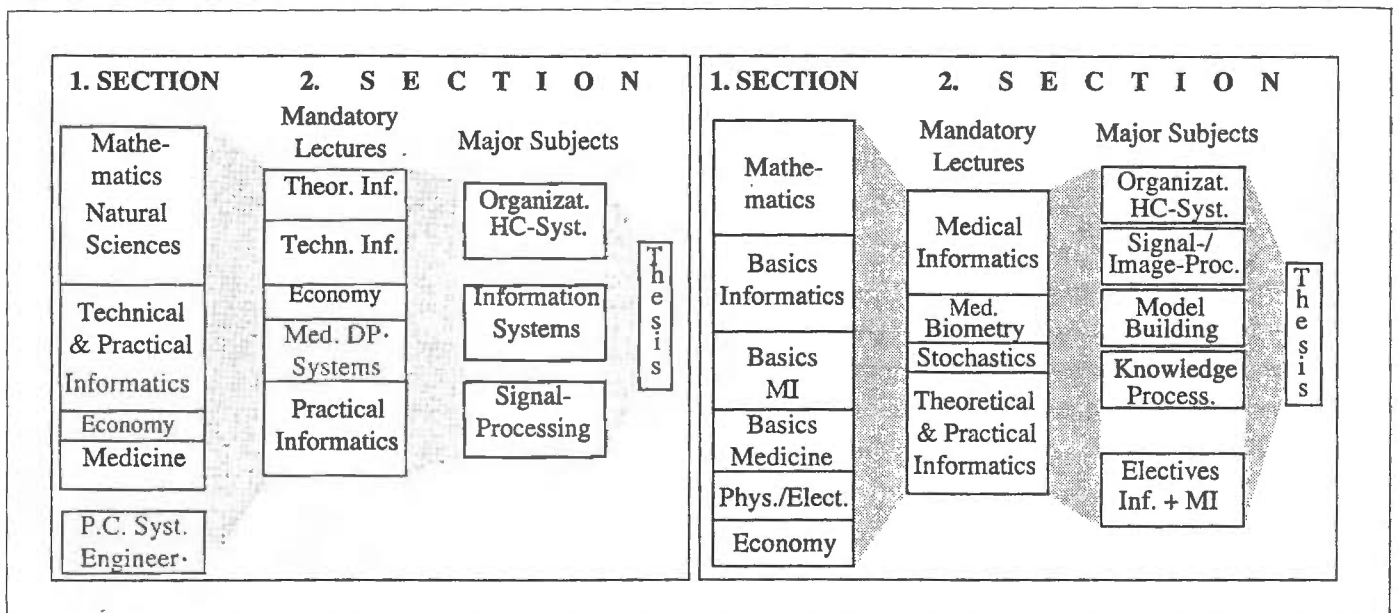 1. SECTION
2. S E C T I O N
Mathe-
matics
Natural
Sciences
Technical
& Practical
Informatics
Economy
Medicine
P.C. Syst.
Engineer.
Mandatory
Lectures
Theor. Inf.
Techn. Inf.
Economy
Med. DP.
Systems
Practical
Informatics
Major Subjects
Organizat.
HC-Syst.
Information
Systems
Signal-
Processing
Thesis
1. SECTION
2. S E C T I O N
Mathe-
matics
Basics
Informatics
Basics
MI
Basics
Medicine
Phys./Elect.
Economy
Mandatory
Lectures
Medical
Informatics
Med.
Biometry
Stochastics
Theoretical
& Practical
Informatics
Major Subjects
Organizat.
HC-Syst.
Signal-/
Image-Proc.
Model
Building
Knowledge
Process.
Electives
Inf. + MI
Thesis